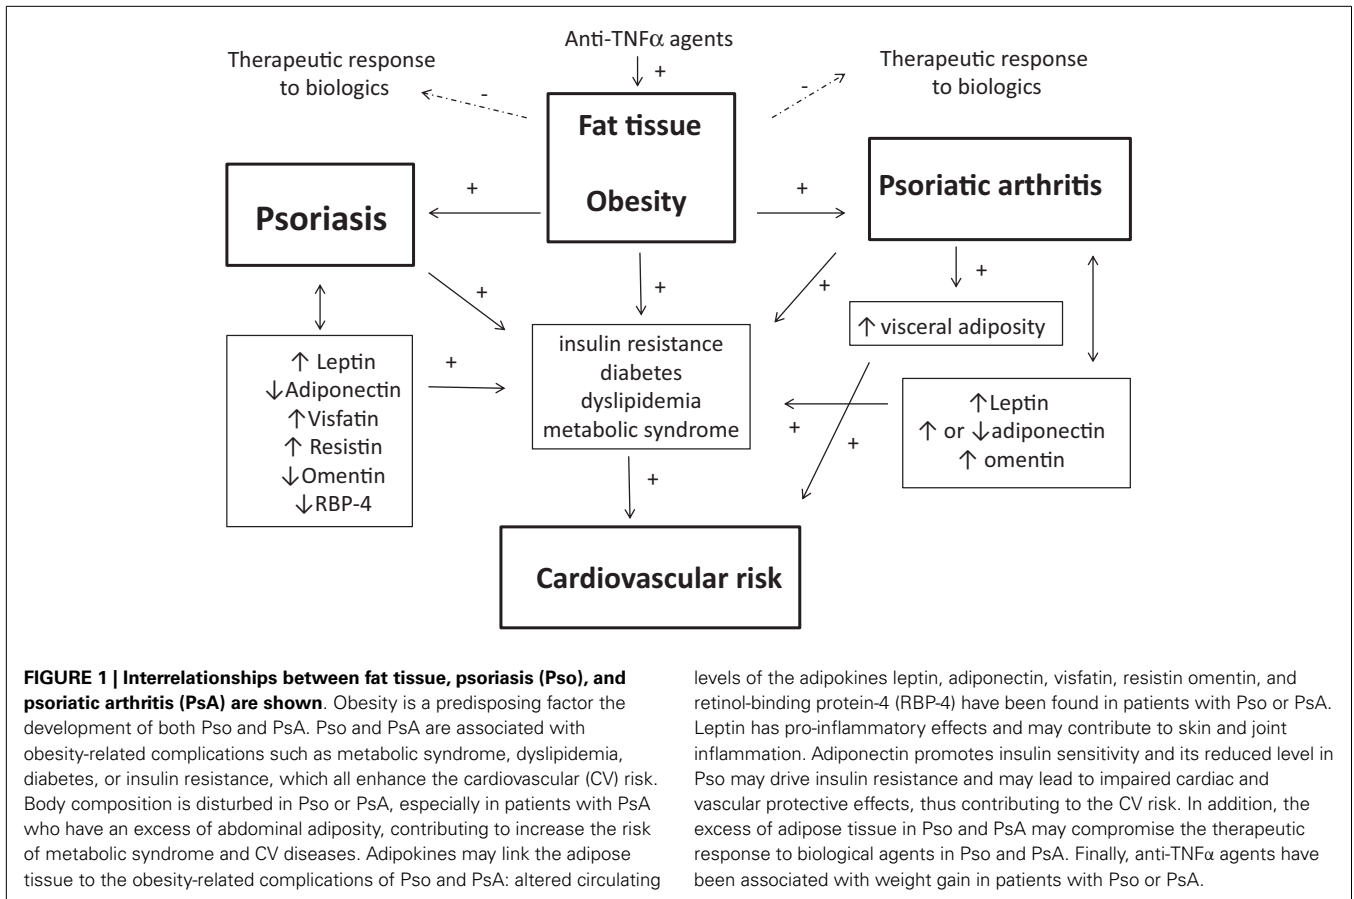 Anti-TNFα agents
+
Therapeutic response
to biologics
-
Therapeutic response
to biologics
-
Fat tissue
Obesity
Psoriasis
+
Psoriatic arthritis
+
+
+
+
+
↑ visceral adiposity
↑ Leptin
↓Adiponectin
↑Visfatin
↑ Resistin
↓Omentin
↓RBP-4
+
insulin resistance
diabetes
dyslipidemia
metabolic syndrome
↑Leptin
↑ or ↓adiponectin
↑ omentin
+
+
+
Cardiovascular risk
FIGURE 1 | Interrelationships between fat tissue, psoriasis (Pso), and
psoriatic arthritis (PsA) are shown. Obesity is a predisposing factor the
development of both Pso and PsA. Pso and PsA are associated with
obesity-related complications such as metabolic syndrome, dyslipidemia,
diabetes, or insulin resistance, which all enhance the cardiovascular (CV) risk.
Body composition is disturbed in Pso or PsA, especially in patients with PsA
who have an excess of abdominal adiposity, contributing to increase the risk
of metabolic syndrome and CV diseases. Adipokines may link the adipose
tissue to the obesity-related complications of Pso and PsA: altered circulating
levels of the adipokines leptin, adiponectin, visfatin, resistin omentin, and
retinol-binding protein-4 (RBP-4) have been found in patients with Pso or PsA.
Leptin has pro-inflammatory effects and may contribute to skin and joint
inflammation. Adiponectin promotes insulin sensitivity and its reduced level in
Pso may drive insulin resistance and may lead to impaired cardiac and
vascular protective effects, thus contributing to the CV risk. In addition, the
excess of adipose tissue in Pso and PsA may compromise the therapeutic
response to biological agents in Pso and PsA. Finally, anti-TNFα agents have
been associated with weight gain in patients with Pso or PsA.